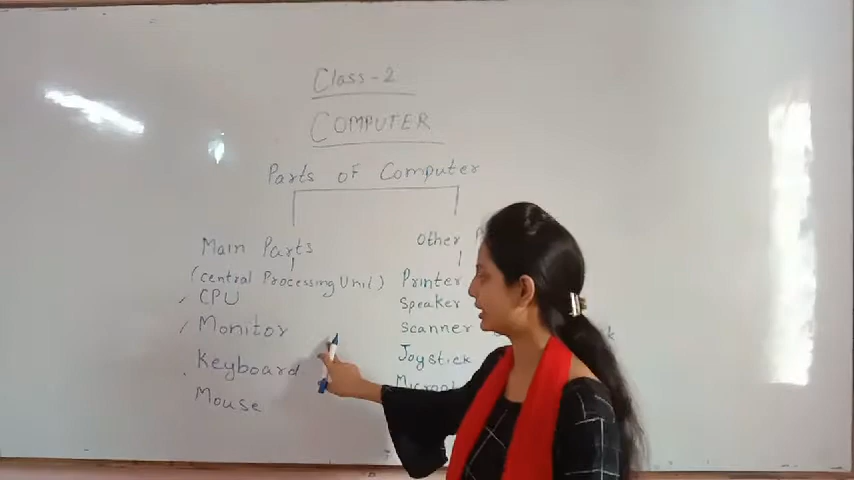 Class-2
COMPUTER
Parts of Computer
Main Parts
Other
(central Processing Unit)
CPU
Monitor
Keyboard
Mouse
Printer
Speaker
Scanner
Joystick